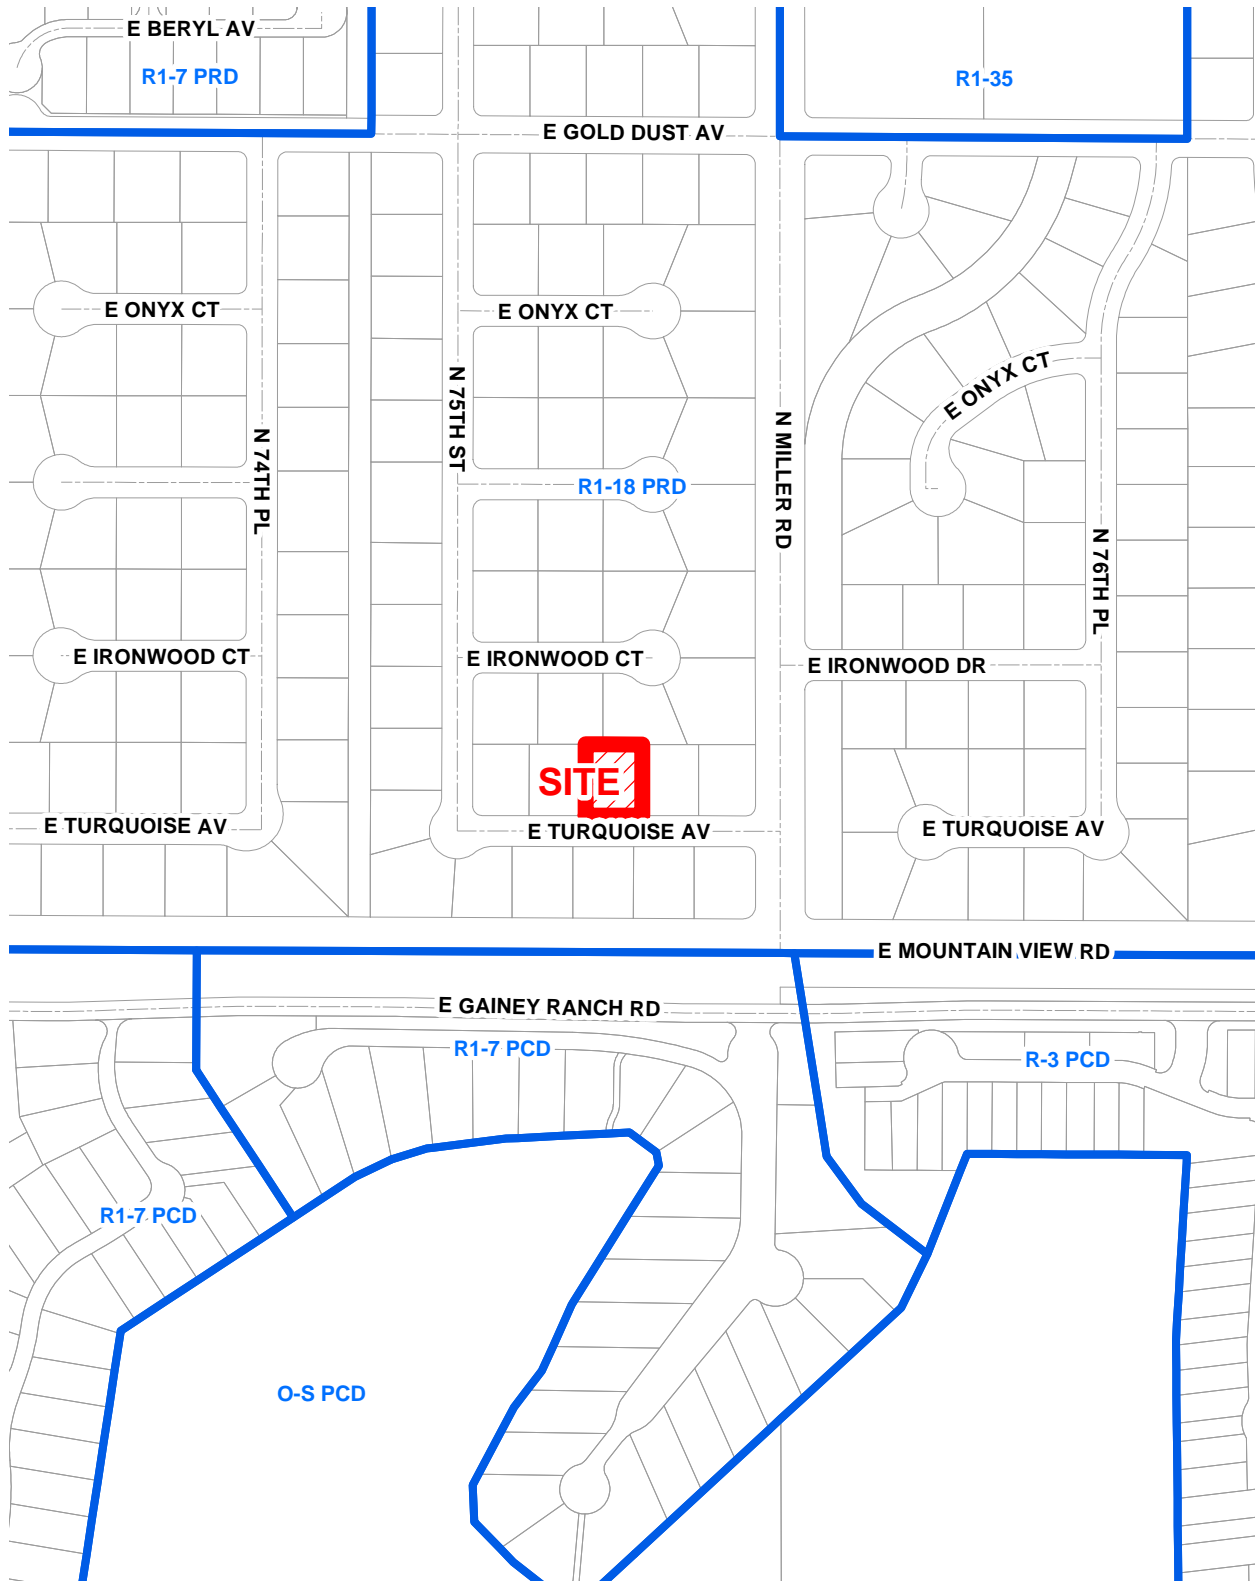 E BERYL AV
R1-7 PRD
R1-35
E GOLD DUST AV
E ONYX CT
E ONYX CT
E ONYX CT
N 75TH ST
N 74TH PL
N MILLER RD
R1-18 PRD
N 76TH PL
E IRONWOOD CT
E IRONWOOD CT
E IRONWOOD DR
SITE
E TURQUOISE AV
E TURQUOISE AV
E TURQUOISE AV
E MOUNTAIN VIEW RD
E GAINEY RANCH RD
R1-7 PCD
R-3 PCD
R1-7 PCD
O-S PCD